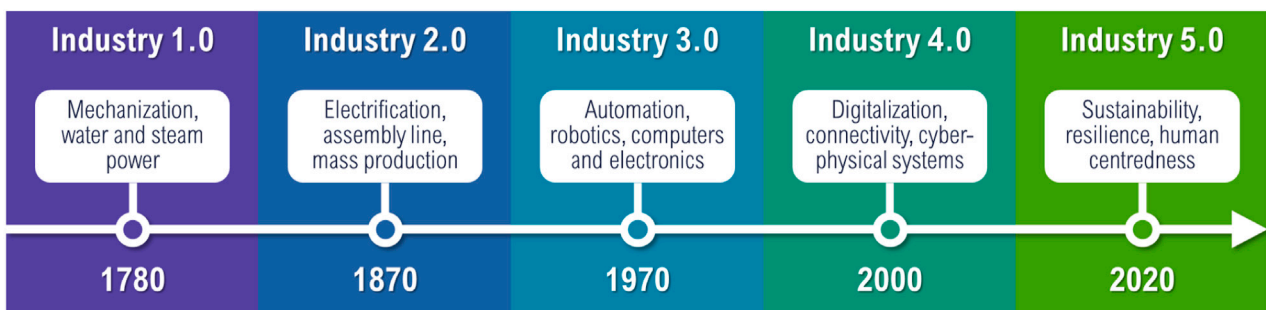 Industry 1.0
Mechanization,
water and steam
power
1780
Industry 2.0
Electrification,
assembly line,
mass production
1870
Industry 3.0
Automation,
robotics, computers
and electronics
1970
Industry 4.0
Digitalization,
connectivity, cyber-
physical systems
2000
Industry 5.0
Sustainability,
resilience, human
centredness
2020